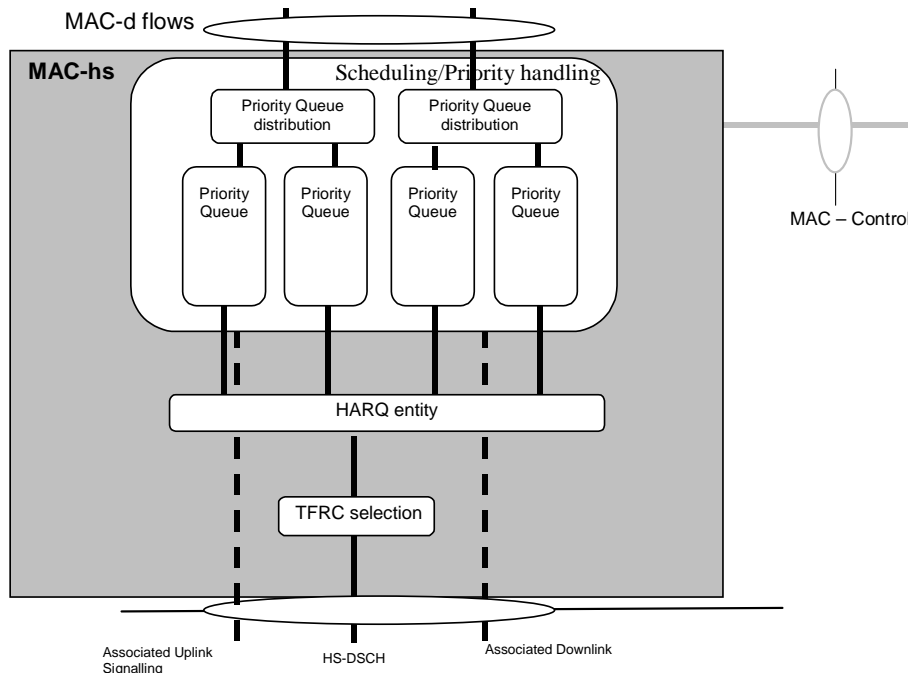 MAC-d flows
MAC-hs
Scheduling/Priority handling
Priority Queue
distribution
Priority Queue
distribution
Priority
Queue
Priority
Queue
Priority
Queue
Priority
Queue
MAC – Control
HARQ entity
TFRC selection
Associated Uplink
Signalling
HS-DSCH
Associated Downlink